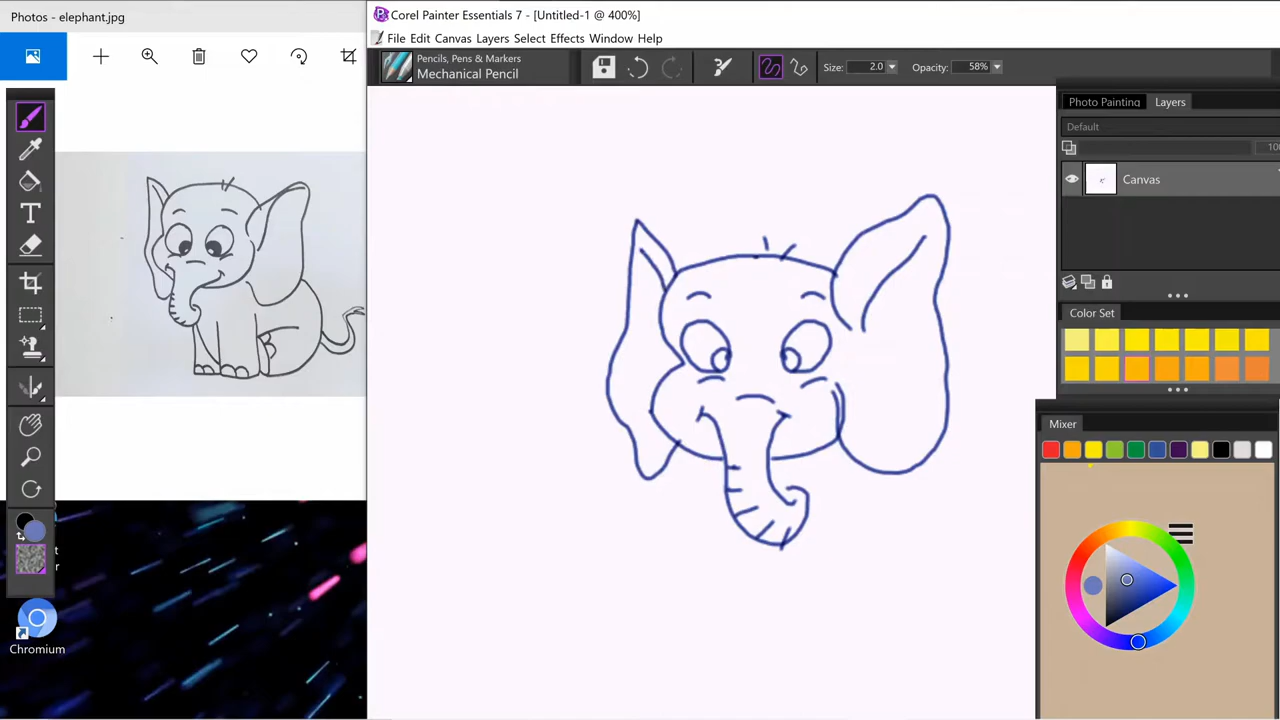 Photos - elephant.jpg
Corel Painter Essentials 7 - [Untitled-1 @ 400%]
File Edit Canvas Layers Select Effects Window Help
Pencils, Pens & Markers
Mechanical Pencil
Size: 2.0
Opacity: 58%
Photo Painting
Layers
Default
Canvas
Color Set
Mixer
Chromium